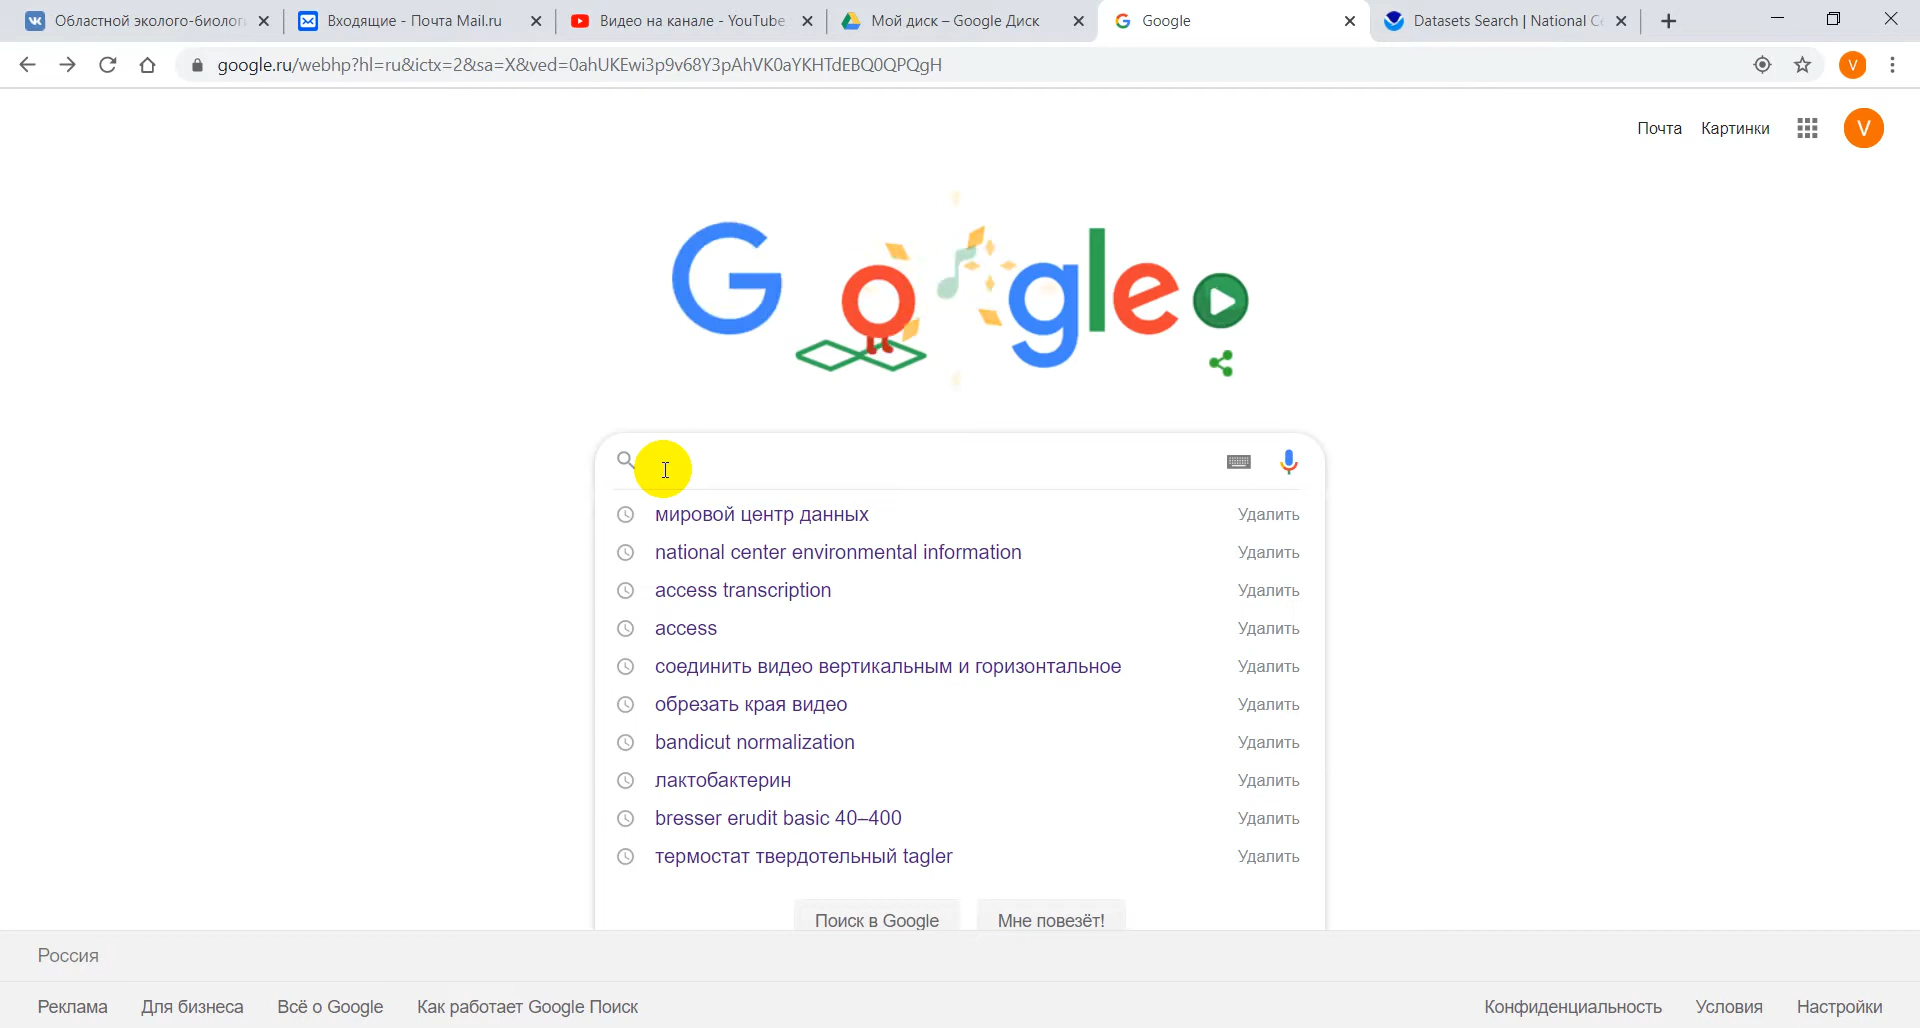 Областной эколого-биолог
Входящие - Почта Mail.ru
Видео на канале - YouTube
Мой диск – Google Диск
Google
Datasets Search | National Ce
google.ru/webhp?hl=ru&ictx=2&sa=X&ved=0ahUKEwi3p9v68Y3pAhVK0aYKHTdEBQ0QPQgH
V
Почта Картинки
V
Google
мировой центр данных Удалить
national center environmental information Удалить
access transcription Удалить
access Удалить
соединить видео вертикальным и горизонтальное Удалить
обрезать края видео Удалить
bandicut normalization Удалить
лактобактерин Удалить
bresser erudit basic 40–400 Удалить
термостат твердотельный tagler Удалить
Поиск в Google Мне повезёт!
Россия
Реклама Для бизнеса Всё о Google Как работает Google Поиск Конфиденциальность Условия Настройки